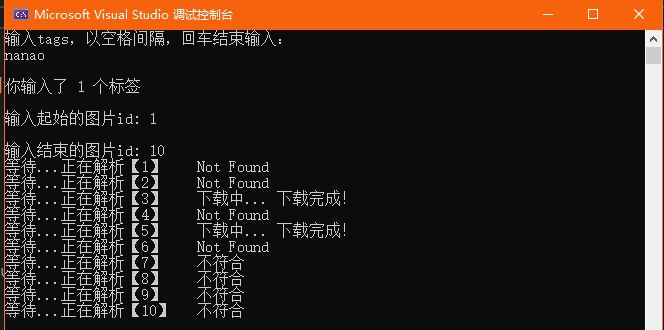 Microsoft Visual Studio 调试控制台
输入tags，以空格间隔，回车结束输入：
nanao
你输入了 1 个标签
输入起始的图片id: 1
输入结束的图片id: 10
等待...正在解析【1】 Not Found
等待...正在解析【2】 Not Found
等待...正在解析【3】 下载中... 下载完成!
等待...正在解析【4】 Not Found
等待...正在解析【5】 下载中... 下载完成!
等待...正在解析【6】 Not Found
等待...正在解析【7】 不符合
等待...正在解析【8】 不符合
等待...正在解析【9】 不符合
等待...正在解析【10】 不符合